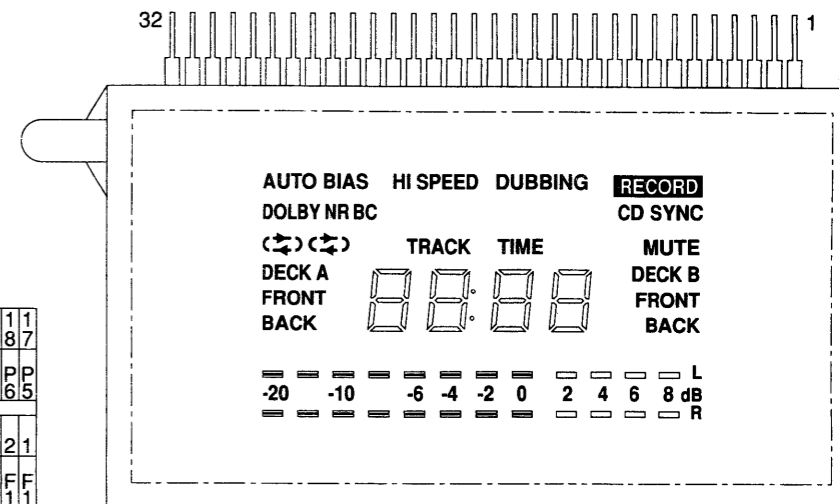 32 1
AUTO BIAS HI SPEED DUBBING RECORD
DOLBY NR BC CD SYNC
TRACK TIME MUTE
DECK A 88:88 DECK B
FRONT FRONT
BACK BACK
1 1
8 7
P P
6 5
L
-20 -10 -6 -4 -2 0 2 4 6 8 dB
R
2 1
F F
1 1